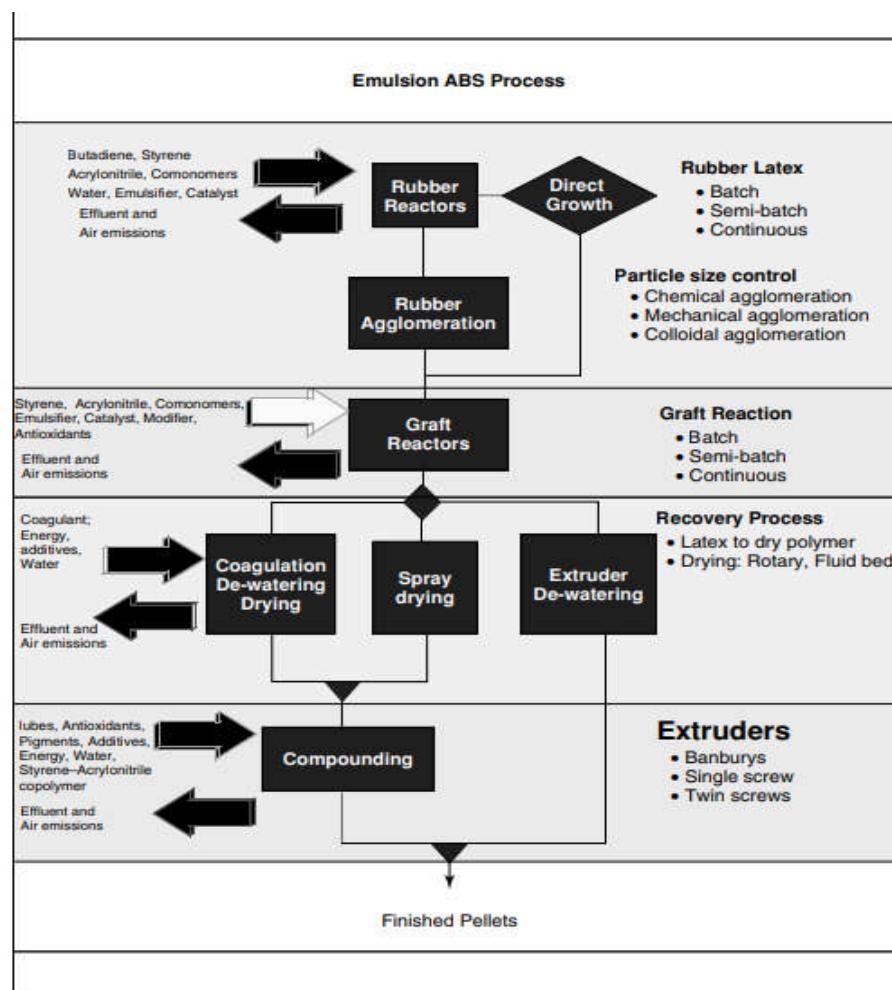 Emulsion ABS Process
Butadiene, Styrene
Acrylonitrile, Comonomers
Water, Emulsifier, Catalyst
Effluent and
Air emissions
Rubber
Reactors
Direct
Growth
Rubber Latex
• Batch
• Semi-batch
• Continuous
Rubber
Agglomeration
Particle size control
• Chemical agglomeration
• Mechanical agglomeration
• Colloidal agglomeration
Styrene, Acrylonitrile, Comonomers,
Emulsifier, Catalyst, Modifier,
Antioxidants
Effluent and
Air emissions
Graft
Reactors
Graft Reaction
• Batch
• Semi-batch
• Continuous
Coagulant;
Energy,
additives,
Water
Effluent and
Air emissions
Coagulation
De-watering
Drying
Spray
drying
Extruder
De-watering
Recovery Process
• Latex to dry polymer
• Drying: Rotary, Fluid bed
lubes, Antioxidants,
Pigments, Additives,
Energy, Water,
Styrene–Acrylonitrile
copolymer
Effluent and
Air emissions
Compounding
Extruders
• Banburys
• Single screw
• Twin screws
Finished Pellets